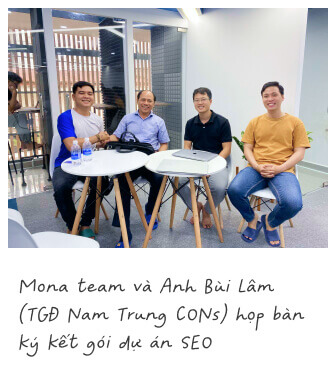 Mona team và Anh Bùi Lâm
(TGĐ Nam Trung CONs) họp bàn
ký kết gói dự án SEO